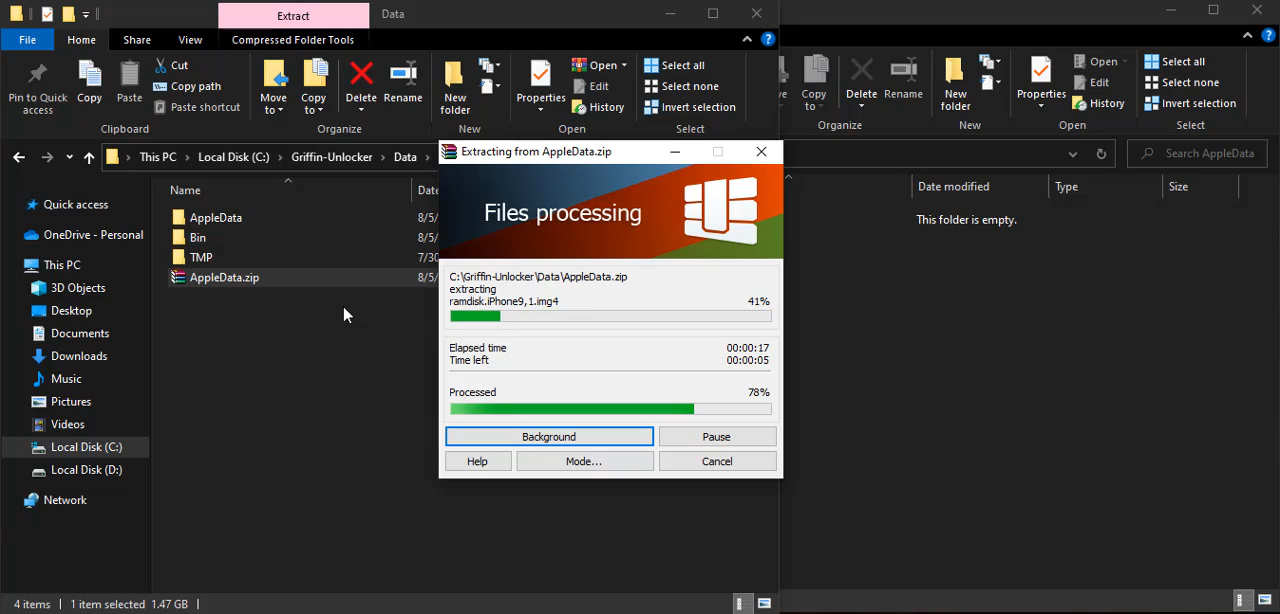 Extract
Data
File
Home
Share
View
Compressed Folder Tools
Pin to Quick access
Copy
Paste
Cut
Copy path
Paste shortcut
Clipboard
Move to
Copy to
Delete
Rename
Organize
New folder
New
Properties
Open
Edit
History
Open
Select all
Select none
Invert selection
Select
Copy to
Delete
Rename
Organize
New folder
New
Properties
Open
Edit
History
Open
Select all
Select none
Invert selection
Select
This PC
Local Disk (C:)
Griffin-Unlocker
Data
Search AppleData
Quick access
OneDrive - Personal
This PC
3D Objects
Desktop
Documents
Downloads
Music
Pictures
Videos
Local Disk (C:)
Local Disk (D:)
Network
Name
Date
AppleData
8/5/
Bin
8/5/
TMP
7/30
AppleData.zip
8/5/
Extracting from AppleData.zip
Files processing
C:\Griffin-Unlocker\Data\AppleData.zip
extracting
ramdisk.iPhone9,1.img4 41%
Elapsed time 00:00:17
Time left 00:00:05
Processed 78%
Background
Pause
Help
Mode...
Cancel
Date modified
Type
Size
This folder is empty.
4 items
1 item selected 1.47 GB